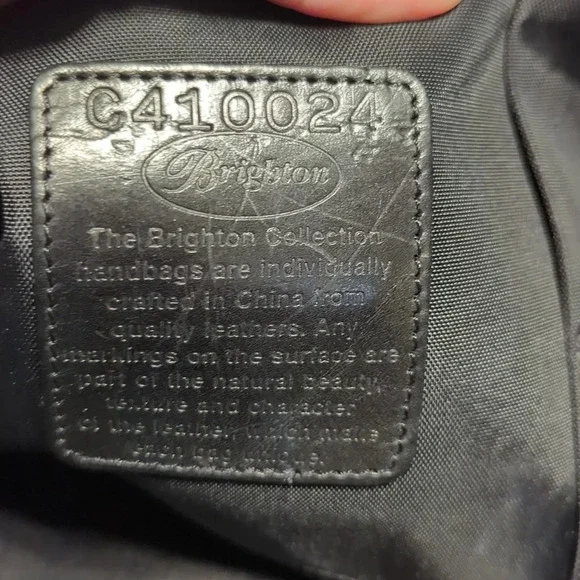 C410024
Brighton
The Brighton Collection
handbags are individually
crafted in China from
quality leathers. Any
markings on the surface are
part of the natural beauty,
texture and character
of the leather, which make
each bag unique.